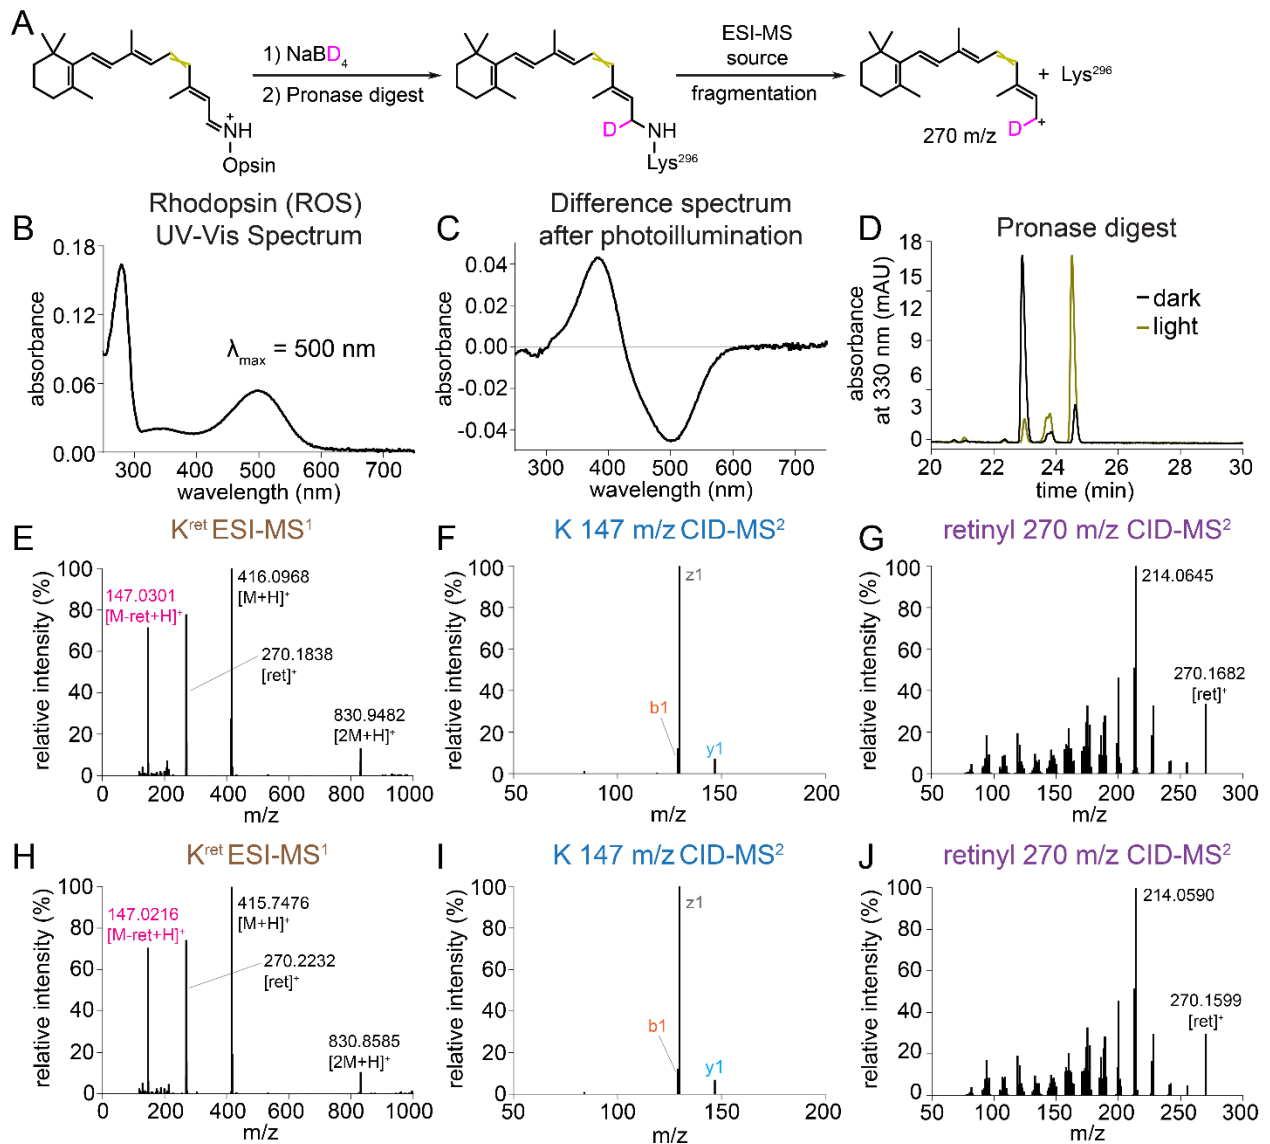 A
1) NaBD₄
2) Pronase digest
ESI-MS
source
fragmentation
+ Lys²⁹⁶
+
NH
Opsin
D
NH
Lys²⁹⁶
D +
270 m/z
B
Rhodopsin (ROS)
UV-Vis Spectrum
0.18
0.12
0.06
0.00
absorbance
λmax = 500 nm
300 400 500 600 700
wavelength (nm)
C
Difference spectrum
after photoillumination
0.04
0.02
0.00
-0.02
-0.04
absorbance
300 400 500 600 700
wavelength (nm)
D
Pronase digest
18
15
12
9
6
3
0
absorbance
at 330 nm (mAU)
dark
light
20 22 24 26 28 30
time (min)
E
Kʳᵉᵗ ESI-MS¹
100
80
60
40
20
0
relative intensity (%)
147.0301
[M-ret+H]⁺
416.0968
[M+H]⁺
270.1838
[ret]⁺
830.9482
[2M+H]⁺
0 200 400 600 800 1000
m/z
F
K 147 m/z CID-MS²
100
80
60
40
20
0
relative intensity (%)
z1
b1
y1
50 100 150 200
m/z
G
retinyl 270 m/z CID-MS²
100
80
60
40
20
0
relative intensity (%)
214.0645
270.1682
[ret]⁺
50 100 150 200 250 300
m/z
H
Kʳᵉᵗ ESI-MS¹
100
80
60
40
20
0
relative intensity (%)
147.0216
[M-ret+H]⁺
415.7476
[M+H]⁺
270.2232
[ret]⁺
830.8585
[2M+H]⁺
0 200 400 600 800 1000
m/z
I
K 147 m/z CID-MS²
100
80
60
40
20
0
relative intensity (%)
z1
b1
y1
50 100 150 200
m/z
J
retinyl 270 m/z CID-MS²
100
80
60
40
20
0
relative intensity (%)
214.0590
270.1599
[ret]⁺
50 100 150 200 250 300
m/z